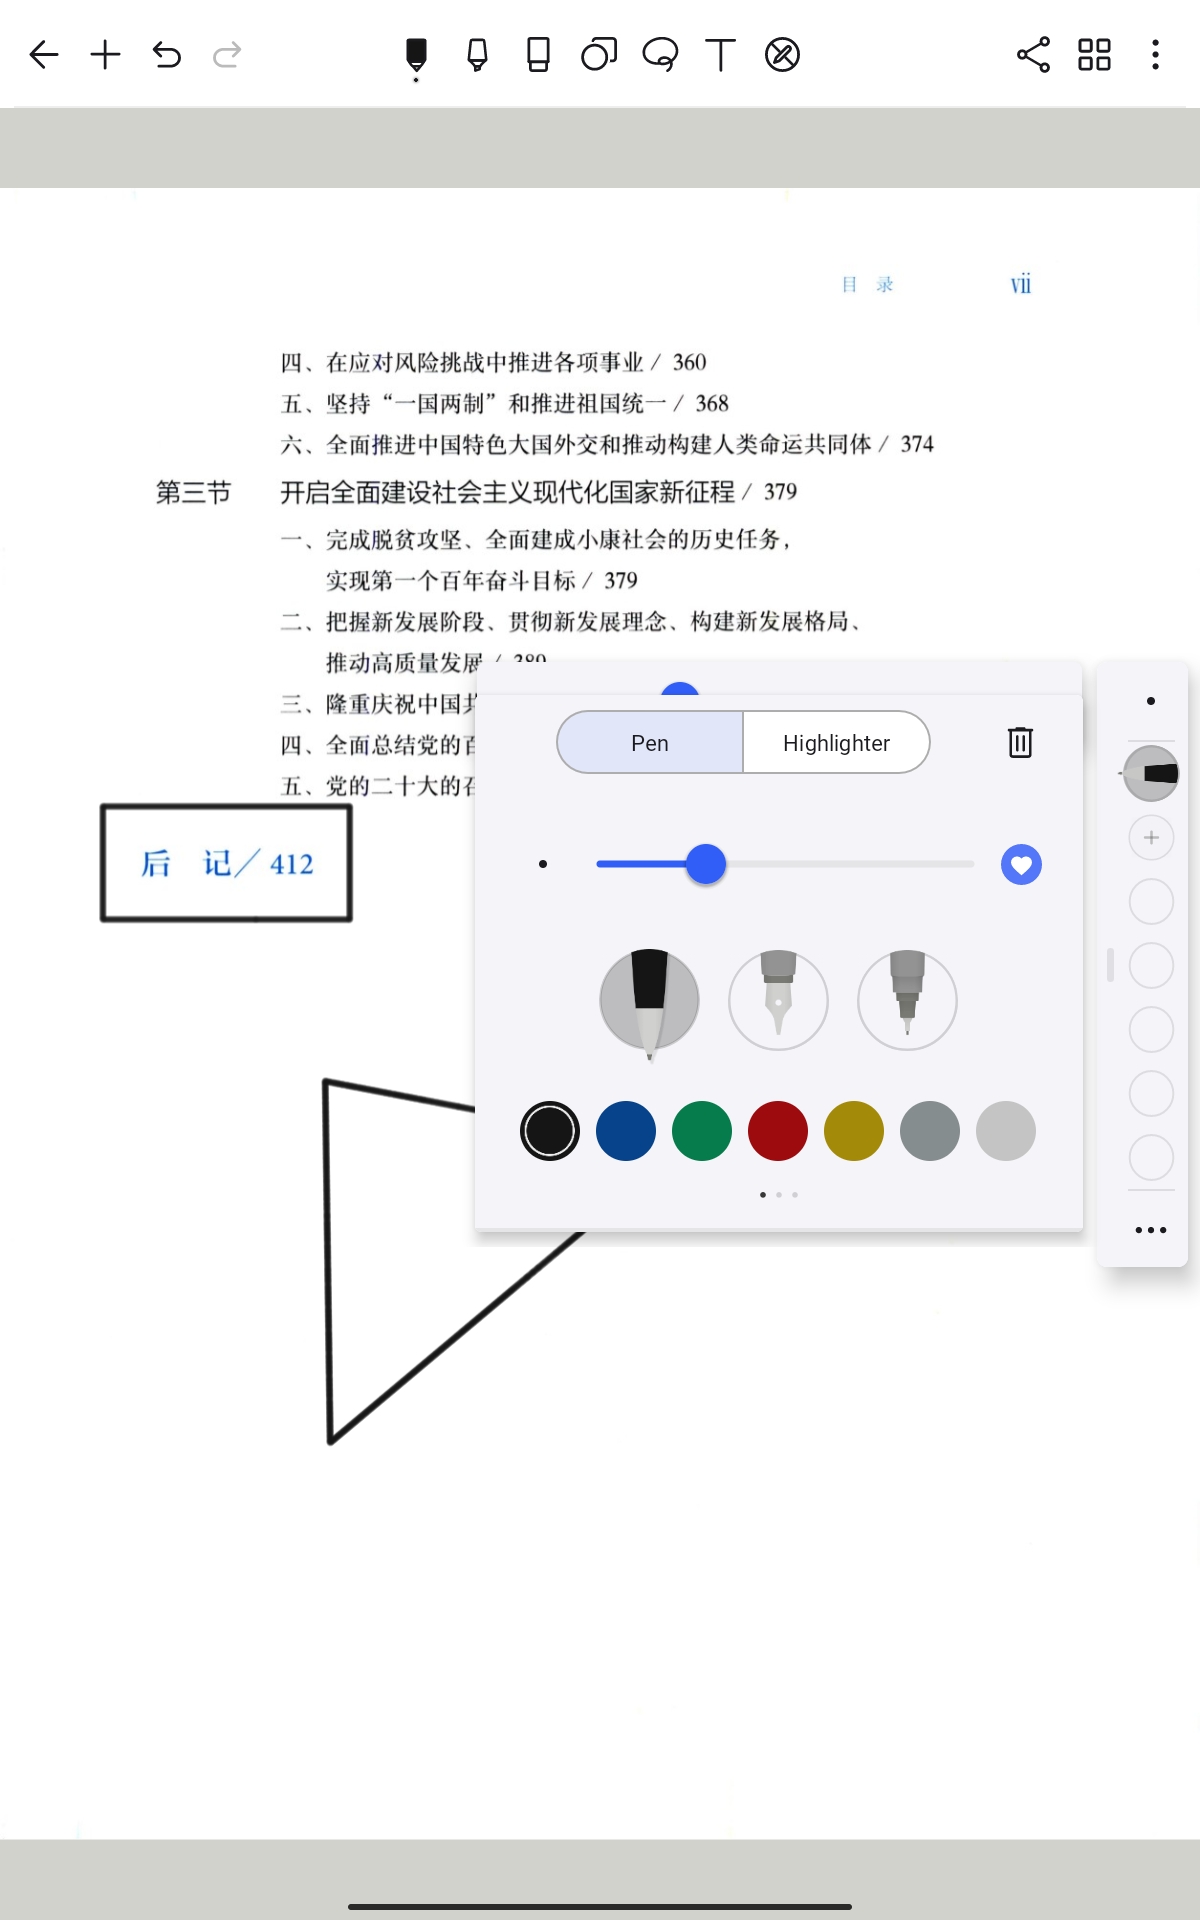 目 录 vii
四、在应对风险挑战中推进各项事业 / 360
五、坚持“一国两制”和推进祖国统一 / 368
六、全面推进中国特色大国外交和推动构建人类命运共同体 / 374
第三节 开启全面建设社会主义现代化国家新征程 / 379
一、完成脱贫攻坚、全面建成小康社会的历史任务，
实现第一个百年奋斗目标 / 379
二、把握新发展阶段、贯彻新发展理念、构建新发展格局、
推动高质量发展 / 389
三、隆重庆祝中国共
四、全面总结党的百
五、党的二十大的召
后 记／412
Pen
Highlighter